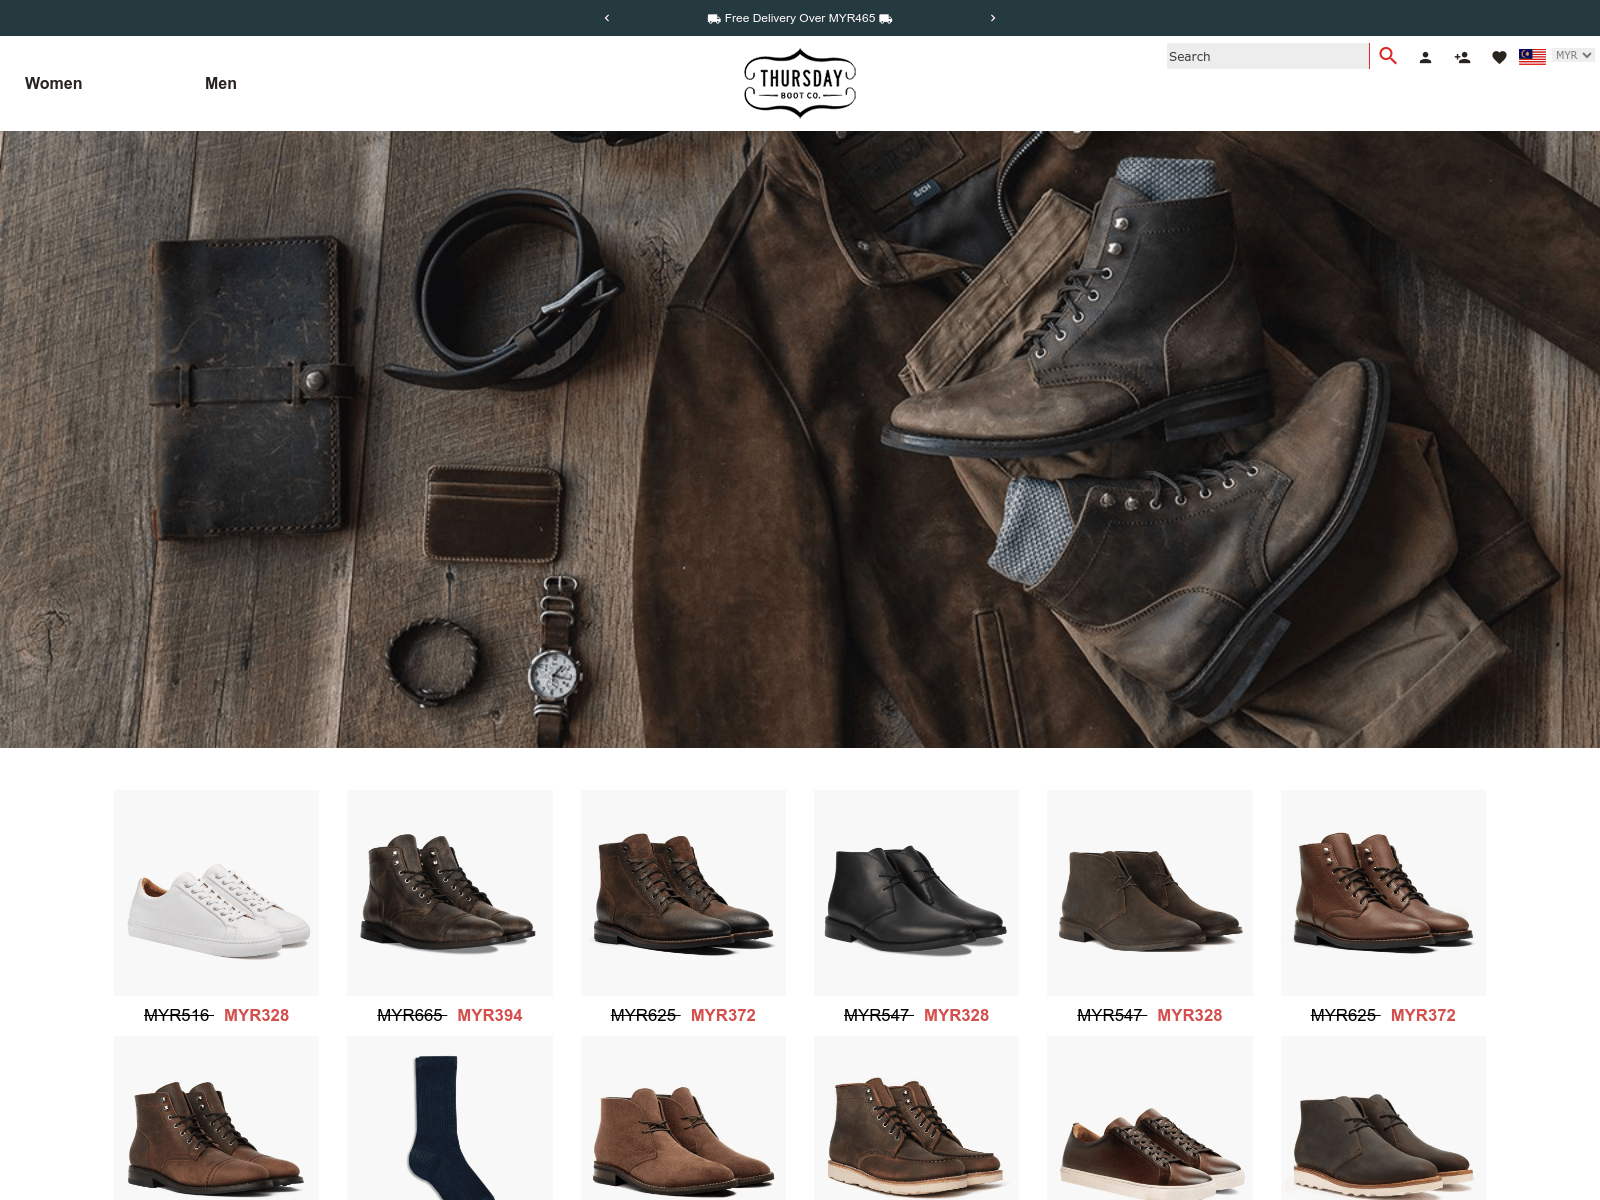 Free Delivery Over MYR465
Search
MYR
Women
Men
THURSDAY
BOOT CO.
S/CH
MYR516 MYR328
MYR665 MYR394
MYR625 MYR372
MYR547 MYR328
MYR547 MYR328
MYR625 MYR372